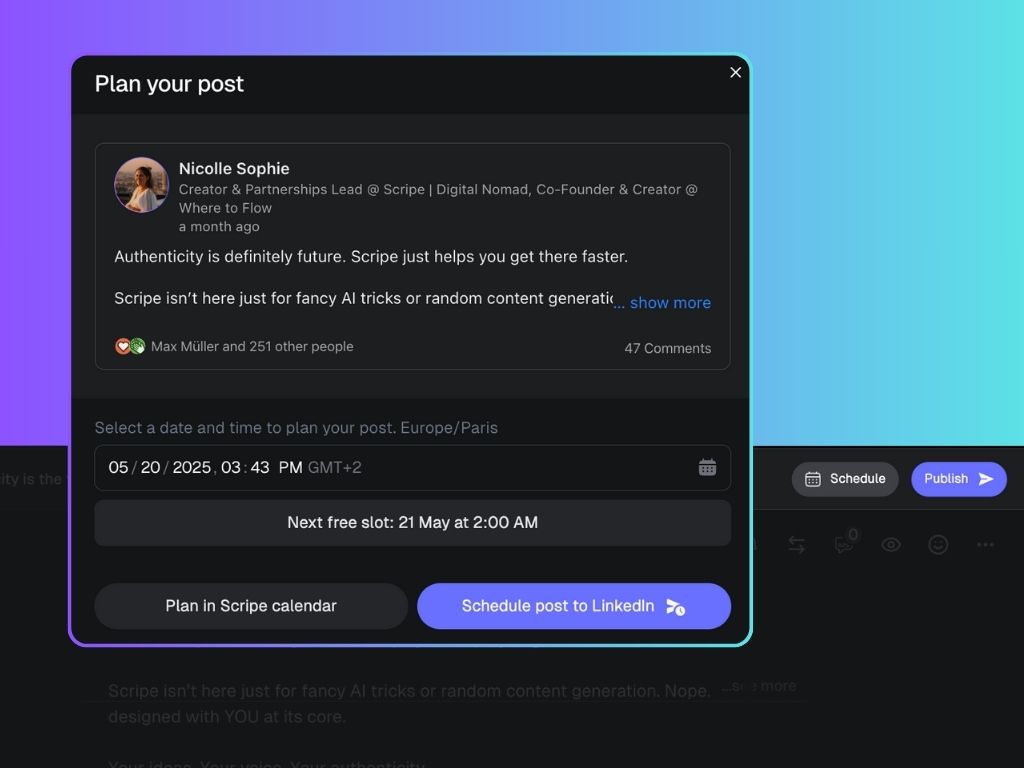 Plan your post
Nicolle Sophie
Creator & Partnerships Lead @ Scripe | Digital Nomad, Co-Founder & Creator @
Where to Flow
a month ago
Authenticity is definitely future. Scripe just helps you get there faster.
Scripe isn’t here just for fancy AI tricks or random content generatic... show more
Max Müller and 251 other people
47 Comments
Select a date and time to plan your post. Europe/Paris
05/20/2025, 03:43 PM GMT+2
ity is the
Schedule
Publish
Next free slot: 21 May at 2:00 AM
0
Plan in Scripe calendar
Schedule post to LinkedIn
Scripe isn’t here just for fancy AI tricks or random content generation. Nope. ...see more
designed with YOU at its core.
Your ideas. Your voice. Your authenticity.